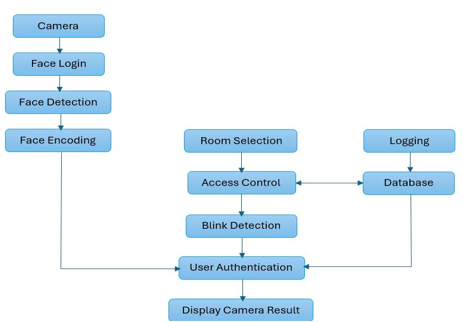 Camera
Face Login
Face Detection
Face Encoding
Room Selection
Logging
Access Control
Database
Blink Detection
User Authentication
Display Camera Result